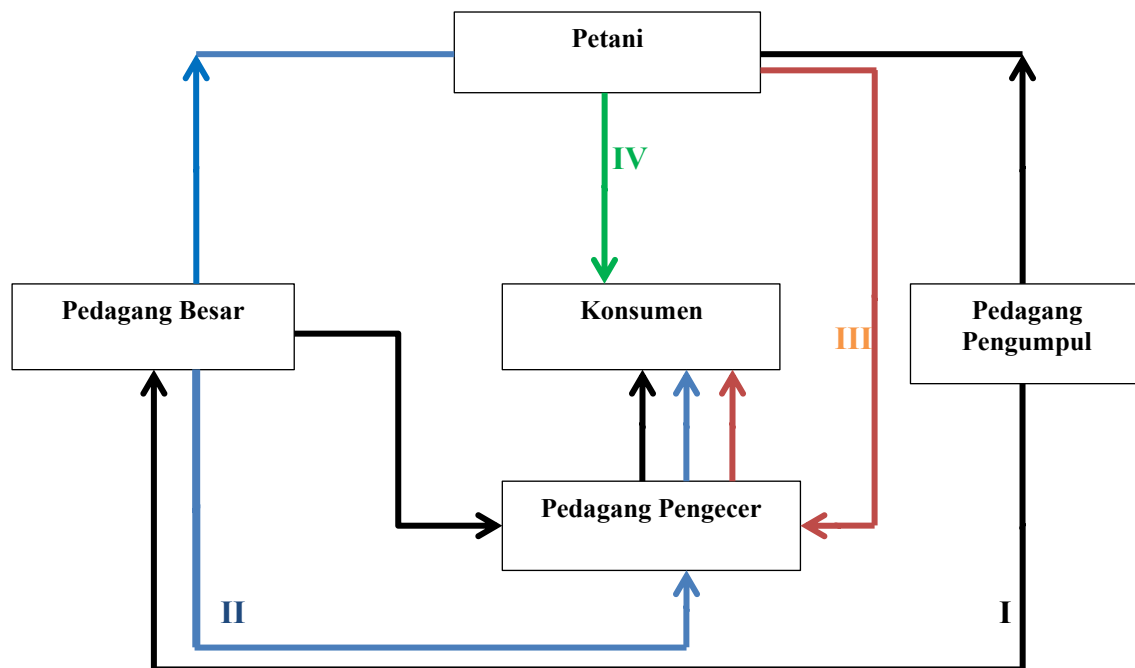 Petani
IV
Pedagang Besar
Konsumen
Pedagang
Pengumpul
III
Pedagang Pengecer
II
I